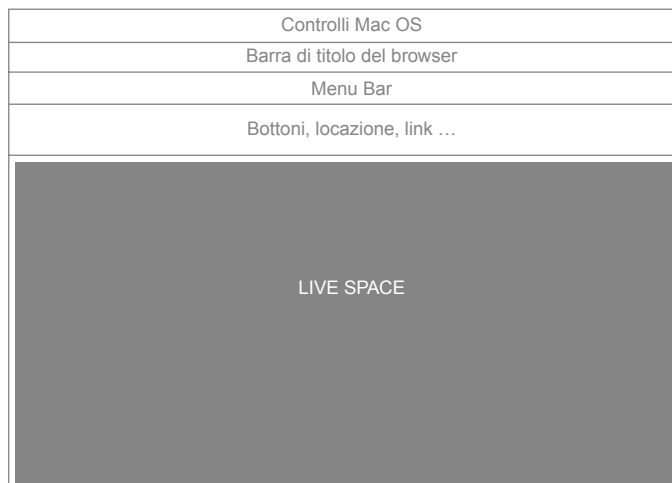 Controlli Mac OS
Barra di titolo del browser
Menu Bar
Bottoni, locazione, link …
LIVE SPACE